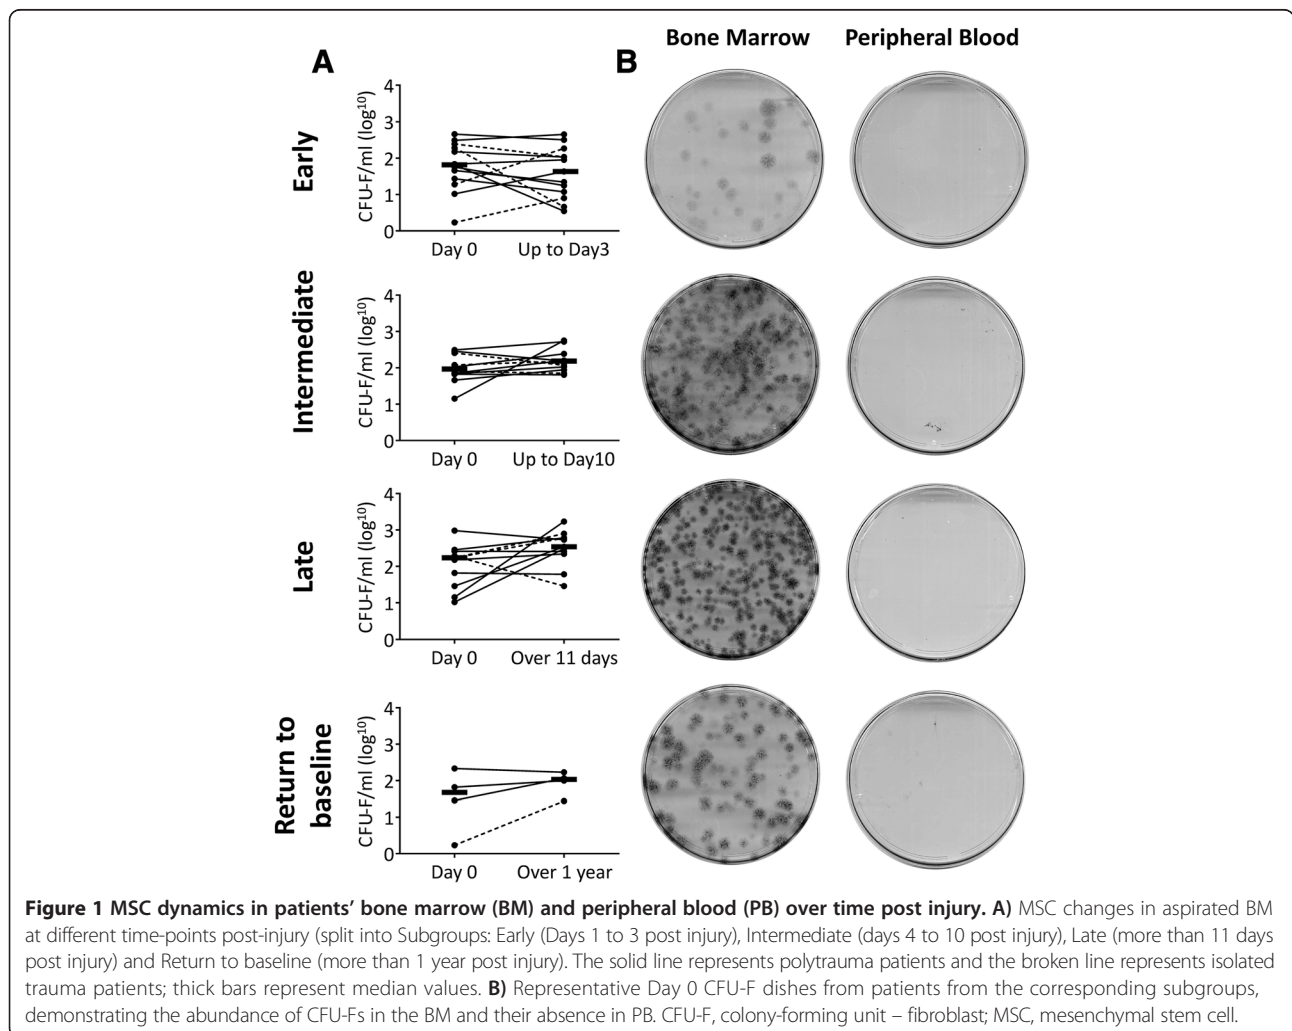 A
B
Bone Marrow
Peripheral Blood
Early
CFU-F/ml (log10)
4
3
2
1
0
Day 0
Up to Day3
Intermediate
CFU-F/ml (log10)
4
3
2
1
0
Day 0
Up to Day10
Late
CFU-F/ml (log10)
4
3
2
1
0
Day 0
Over 11 days
Return to
baseline
CFU-F/ml (log10)
4
3
2
1
0
Day 0
Over 1 year
Figure 1 MSC dynamics in patients' bone marrow (BM) and peripheral blood (PB) over time post injury. A) MSC changes in aspirated BM
at different time-points post-injury (split into Subgroups: Early (Days 1 to 3 post injury), Intermediate (days 4 to 10 post injury), Late (more than 11 days
post injury) and Return to baseline (more than 1 year post injury). The solid line represents polytrauma patients and the broken line represents isolated
trauma patients; thick bars represent median values. B) Representative Day 0 CFU-F dishes from patients from the corresponding subgroups,
demonstrating the abundance of CFU-Fs in the BM and their absence in PB. CFU-F, colony-forming unit – fibroblast; MSC, mesenchymal stem cell.